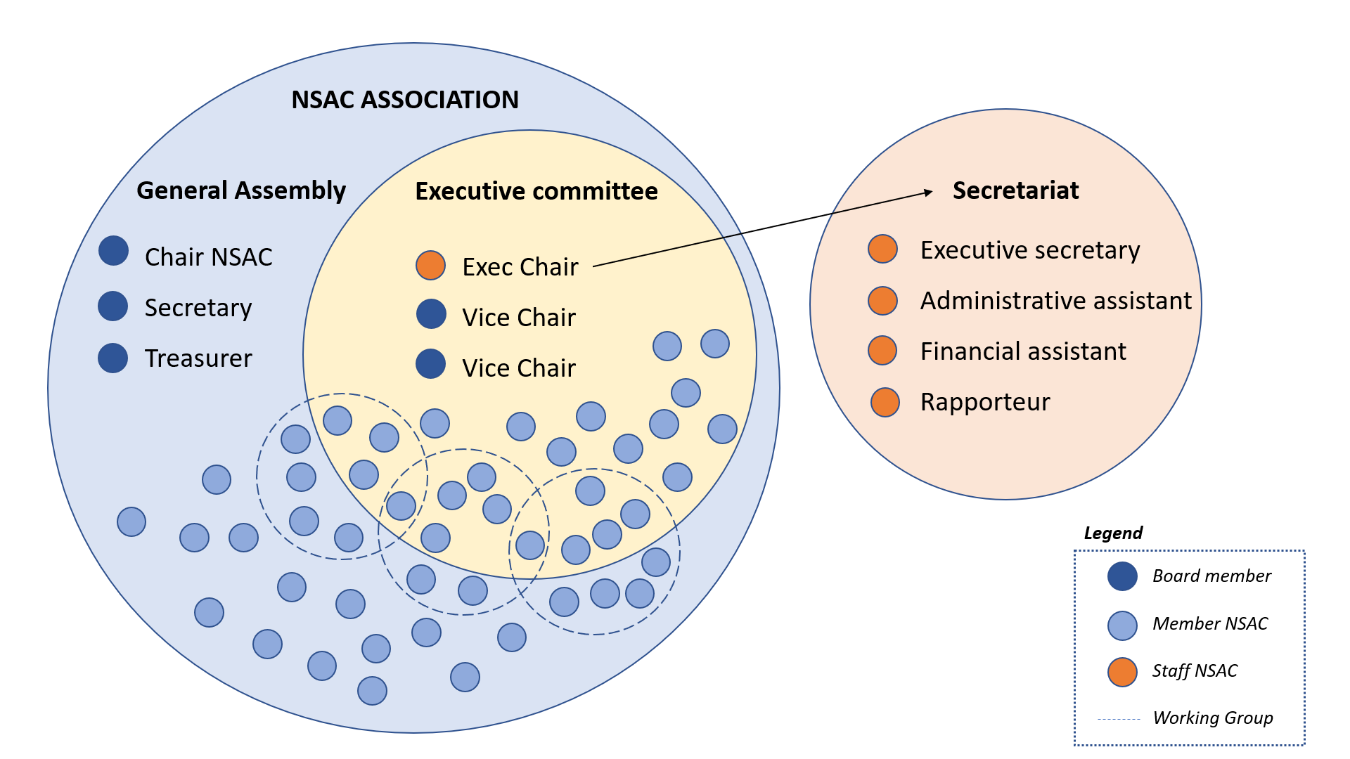 NSAC ASSOCIATION
General Assembly
Chair NSAC
Secretary
Treasurer
Executive committee
Exec Chair
Vice Chair
Vice Chair
Secretariat
Executive secretary
Administrative assistant
Financial assistant
Rapporteur
Legend
Board member
Member NSAC
Staff NSAC
Working Group